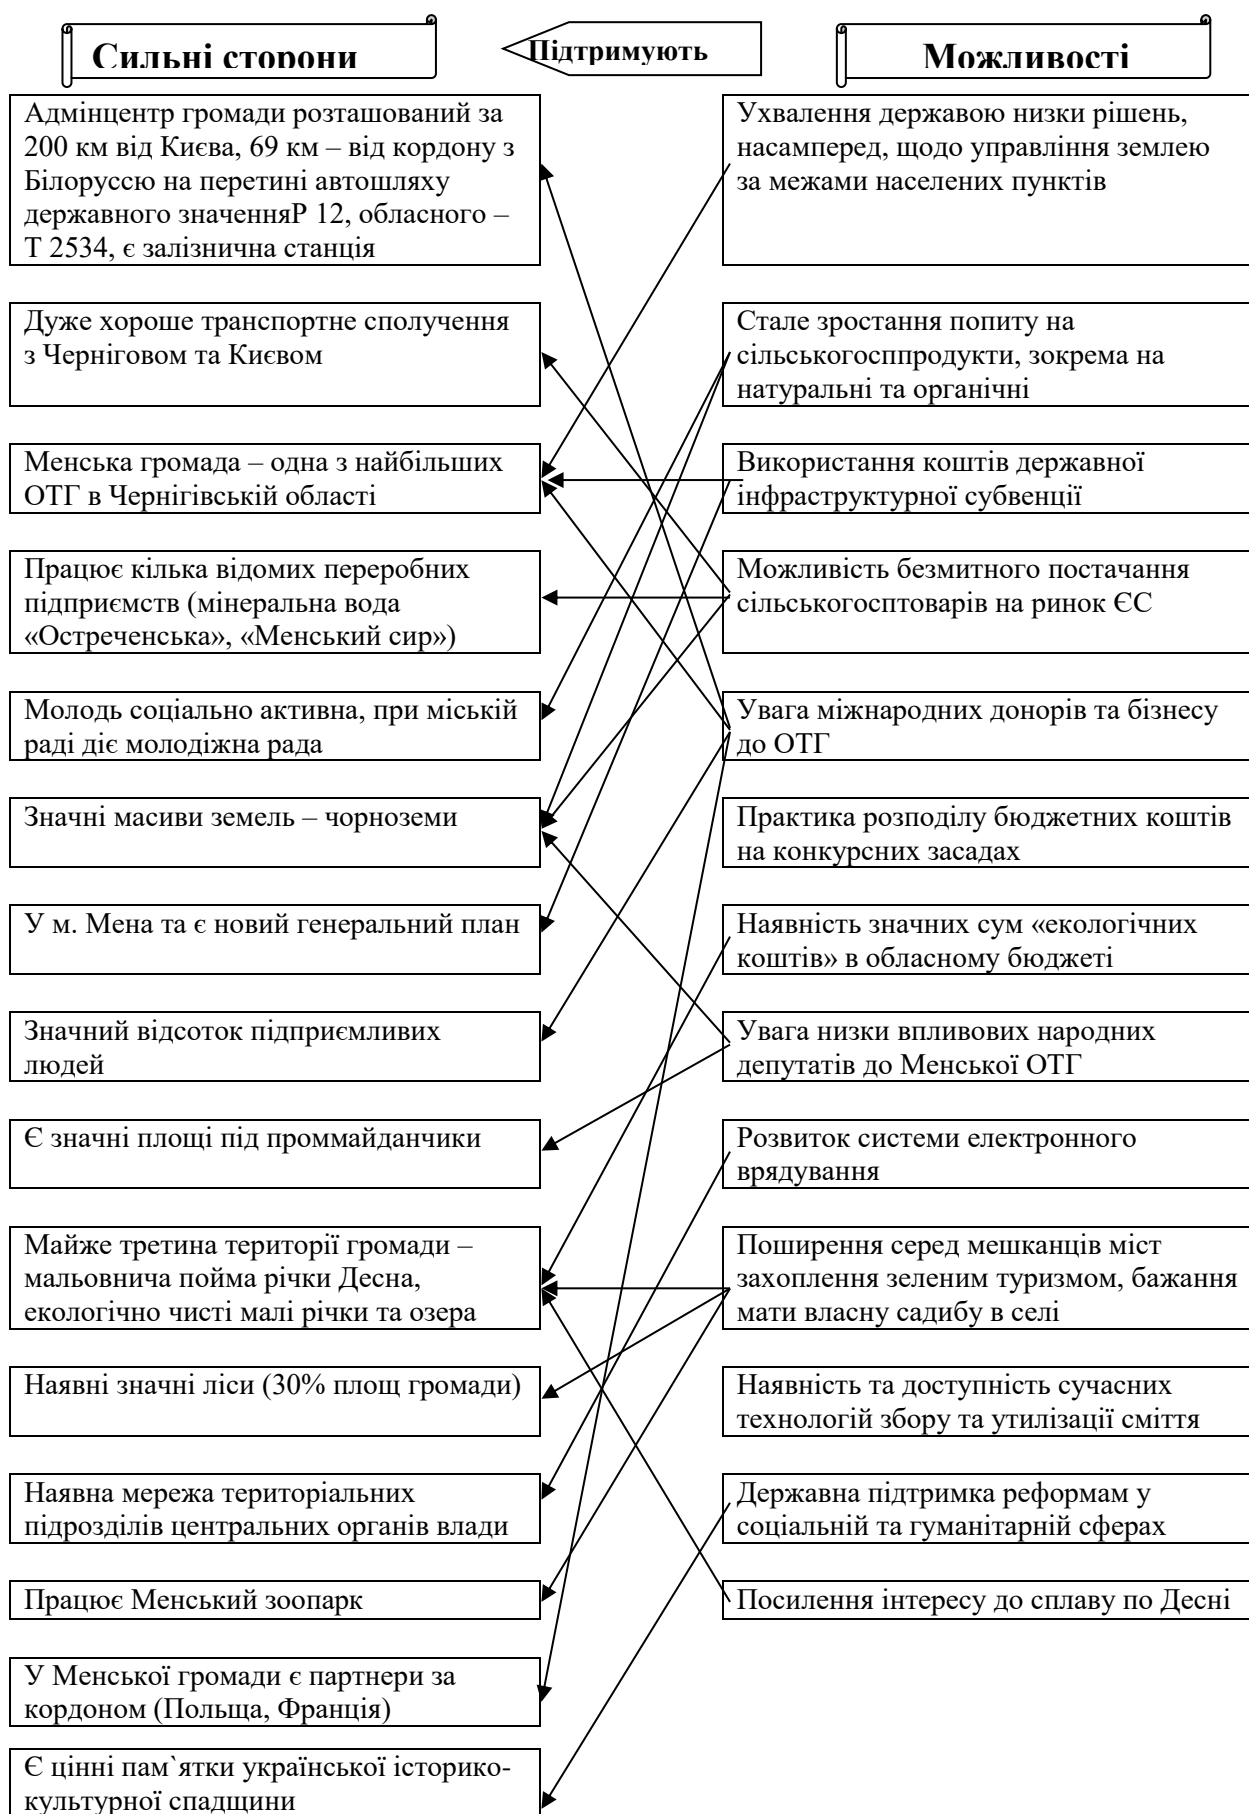 Сильні сторони
Підтримують
Можливості
Адмінцентр громади розташований за
200 км від Києва, 69 км – від кордону з
Білоруссю на перетині автошляху
державного значенняР 12, обласного –
Т 2534, є залізнична станція
Ухвалення державою низки рішень,
насамперед, щодо управління землею
за межами населених пунктів
Дуже хороше транспортне сполучення
з Черніговом та Києвом
Стале зростання попиту на
сільськогосппродукти, зокрема на
натуральні та органічні
Менська громада – одна з найбільших
ОТГ в Чернігівській області
Використання коштів державної
інфраструктурної субвенції
Працює кілька відомих переробних
підприємств (мінеральна вода
«Остреченська», «Менський сир»)
Можливість безмитного постачання
сільськогосптоварів на ринок ЄС
Молодь соціально активна, при міській
раді діє молодіжна рада
Увага міжнародних донорів та бізнесу
до ОТГ
Значні масиви земель – чорноземи
Практика розподілу бюджетних коштів
на конкурсних засадах
У м. Мена та є новий генеральний план
Наявність значних сум «екологічних
коштів» в обласному бюджеті
Значний відсоток підприємливих
людей
Увага низки впливових народних
депутатів до Менської ОТГ
Є значні площі під проммайданчики
Розвиток системи електронного
врядування
Майже третина території громади –
мальовнича пойма річки Десна,
екологічно чисті малі річки та озера
Поширення серед мешканців міст
захоплення зеленим туризмом, бажання
мати власну садибу в селі
Наявні значні ліси (30% площ громади)
Наявність та доступність сучасних
технологій збору та утилізації сміття
Наявна мережа територіальних
підрозділів центральних органів влади
Державна підтримка реформам у
соціальній та гуманітарній сферах
Працює Менський зоопарк
Посилення інтересу до сплаву по Десні
У Менської громади є партнери за
кордоном (Польща, Франція)
Є цінні пам`ятки української історико-
культурної спадщини